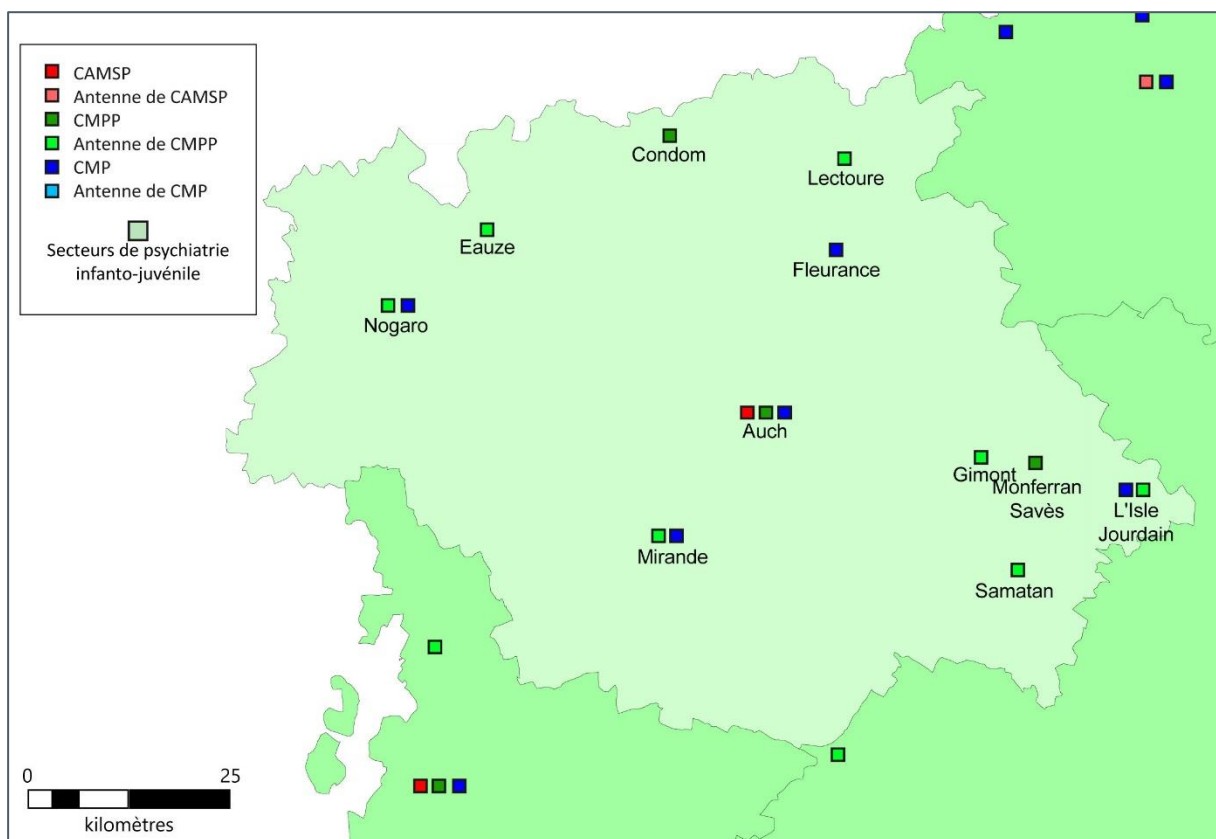 CAMSP
Antenne de CAMSP
CMPP
Antenne de CMPP
CMP
Antenne de CMP
Secteurs de psychiatrie
infanto-juvénile
Condom
Lectoure
Eauze
Fleurance
Nogaro
Auch
Gimont
Monferran
Savès
L'Isle
Jourdain
Mirande
Samatan
0 25
kilomètres